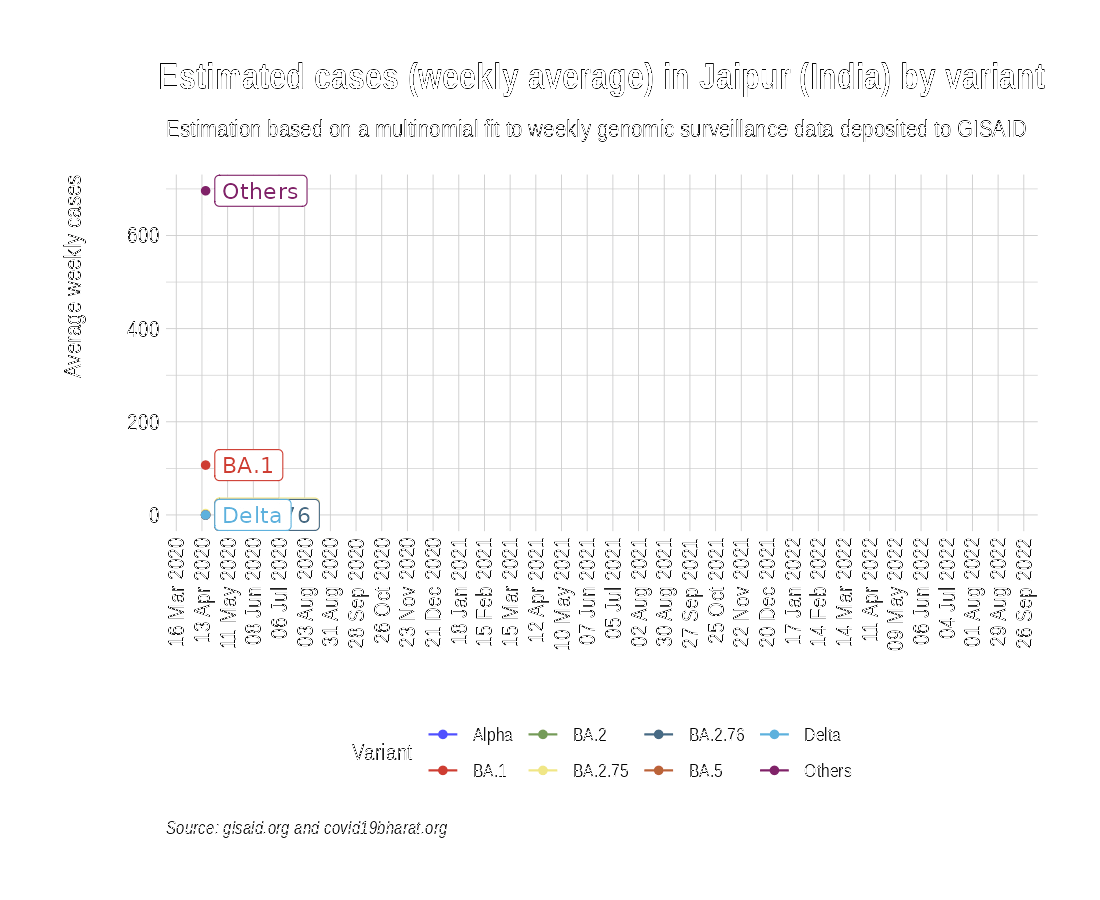 Estimated cases (weekly average) in Jaipur (India) by variant
Estimation based on a multinomial fit to weekly genomic surveillance data deposited to GISAID
Average weekly cases
600
400
200
0
Others
BA.1
Delta
76
16 Mar 2020
13 Apr 2020
11 May 2020
08 Jun 2020
06 Jul 2020
03 Aug 2020
31 Aug 2020
28 Sep 2020
26 Oct 2020
23 Nov 2020
21 Dec 2020
18 Jan 2021
15 Feb 2021
15 Mar 2021
12 Apr 2021
10 May 2021
07 Jun 2021
05 Jul 2021
02 Aug 2021
30 Aug 2021
27 Sep 2021
25 Oct 2021
22 Nov 2021
20 Dec 2021
17 Jan 2022
14 Feb 2022
14 Mar 2022
11 Apr 2022
09 May 2022
06 Jun 2022
04 Jul 2022
01 Aug 2022
29 Aug 2022
26 Sep 2022
Variant
Alpha BA.2 BA.2.76 Delta
BA.1 BA.2.75 BA.5 Others
Source: gisaid.org and covid19bharat.org